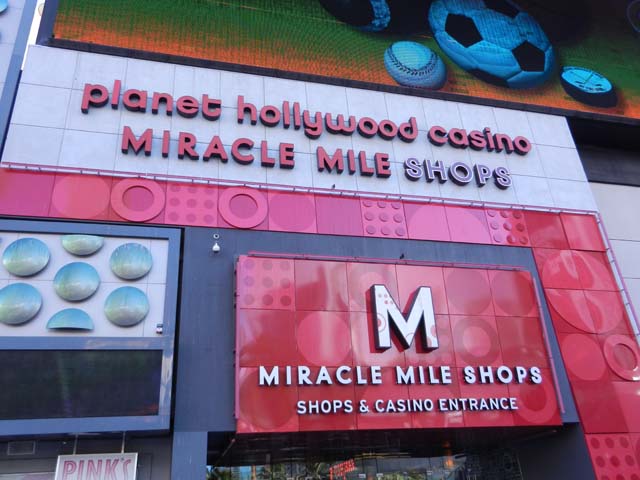 planet hollywood casino
MIRACLE MILE SHOPS
M
MIRACLE MILE SHOPS
SHOPS & CASINO ENTRANCE
PINK'S